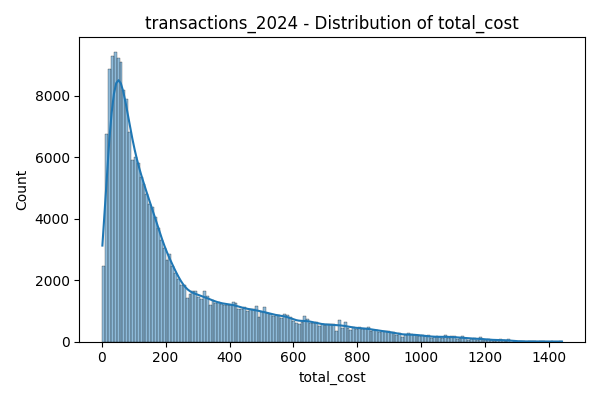 transactions_2024 - Distribution of total_cost
8000
6000
4000
2000
0
Count
0 200 400 600 800 1000 1200 1400
total_cost